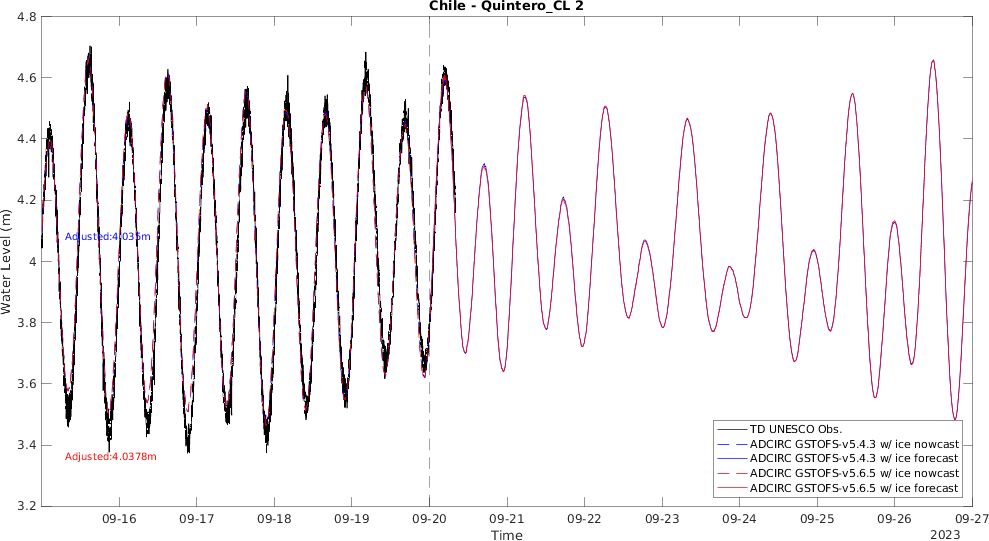 Chile - Quintero_CL 2
4.8
4.6
4.4
4.2
4
3.8
3.6
3.4
3.2
Water Level (m)
Adjusted:4.035m
Adjusted:4.0378m
TD UNESCO Obs.
ADCIRC GSTOFS-v5.4.3 w/ ice nowcast
ADCIRC GSTOFS-v5.4.3 w/ ice forecast
ADCIRC GSTOFS-v5.6.5 w/ ice nowcast
ADCIRC GSTOFS-v5.6.5 w/ ice forecast
09-16 09-17 09-18 09-19 09-20 09-21 09-22 09-23 09-24 09-25 09-26 09-27
Time
2023